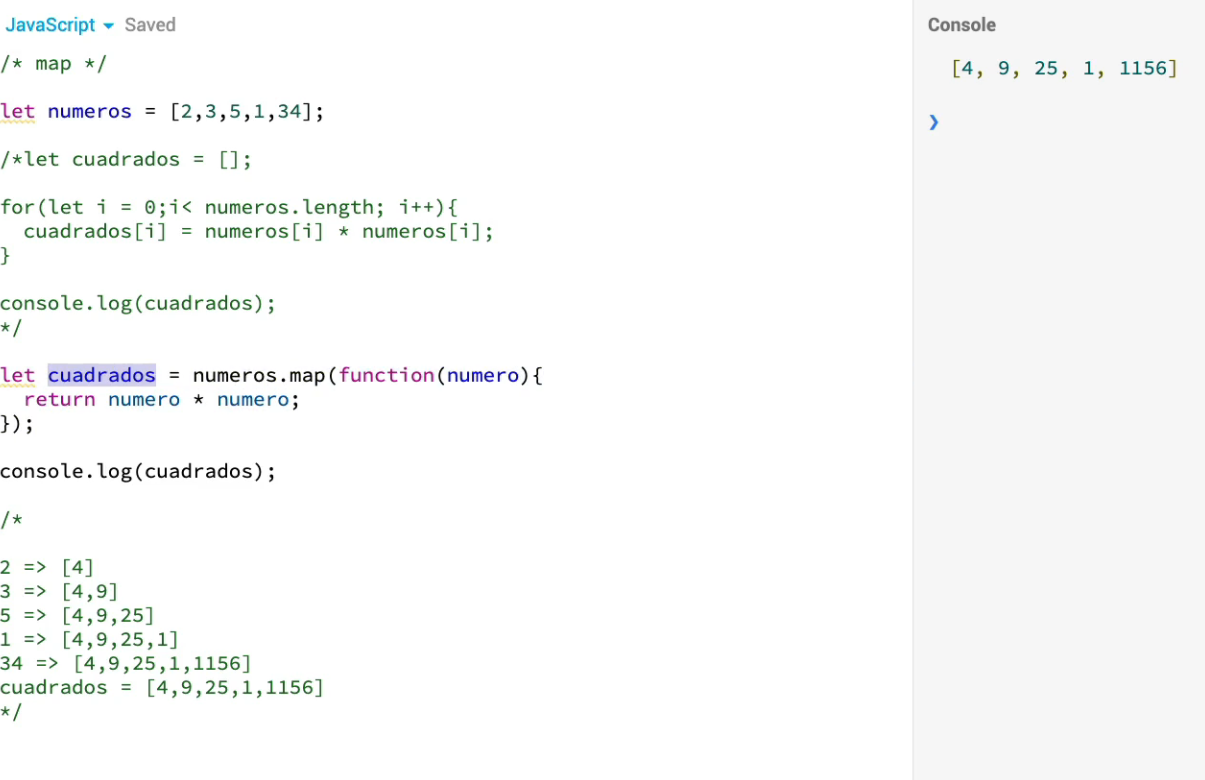 JavaScript Saved
/* map */
let numeros = [2,3,5,1,34];
/*let cuadrados = [];
for(let i = 0;i< numeros.length; i++){
  cuadrados[i] = numeros[i] * numeros[i];
}
console.log(cuadrados);
*/
let cuadrados = numeros.map(function(numero){
  return numero * numero;
});
console.log(cuadrados);
/*
2 => [4]
3 => [4,9]
5 => [4,9,25]
1 => [4,9,25,1]
34 => [4,9,25,1,1156]
cuadrados = [4,9,25,1,1156]
*/
Console
[4, 9, 25, 1, 1156]
❯